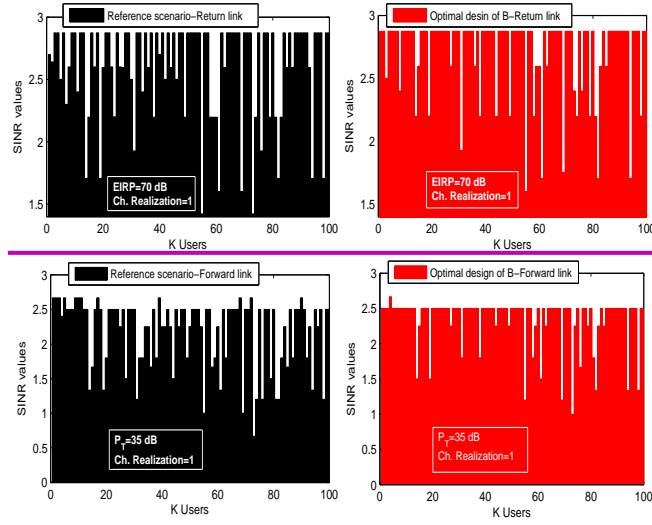 Reference scenario−Return link
3
2.5
2
1.5
SINR values
EIRP=70 dB
Ch. Realization=1
0 20 40 60 80 100
K Users
Optimal desin of B−Return link
3
2.5
2
1.5
SINR values
EIRP=70 dB
Ch. Realization=1
0 20 40 60 80 100
K Users
Reference scenario−Forward link
3
2.5
2
1.5
1
0.5
0
SINR values
P_T=35 dB
Ch. Realization=1
0 20 40 60 80 100
K Users
Optimal design of B−Forward link
3
2.5
2
1.5
1
0.5
0
SINR values
P_T=35 dB
Ch. Realization=1
0 20 40 60 80 100
K Users